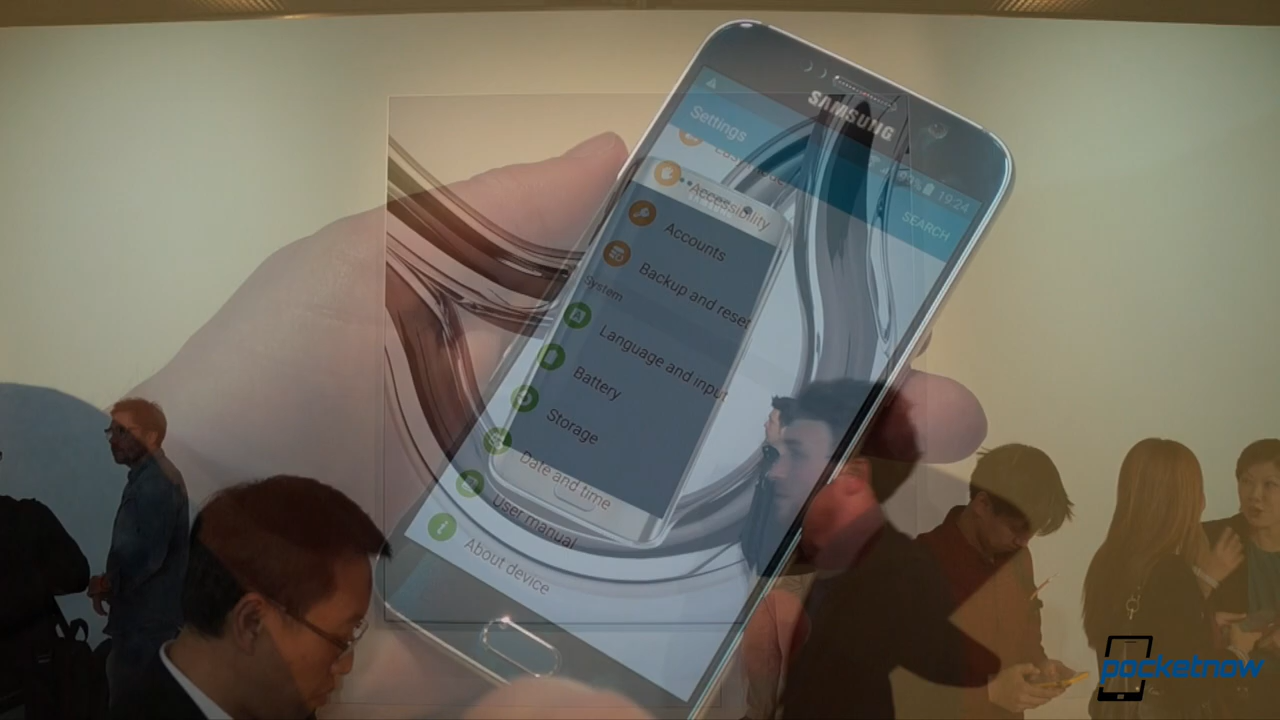 SAMSUNG
19:24
Settings
SEARCH
Accessibility
Accounts
Backup and reset
System
Language and input
Battery
Storage
Date and time
User manual
About device
pocketnow